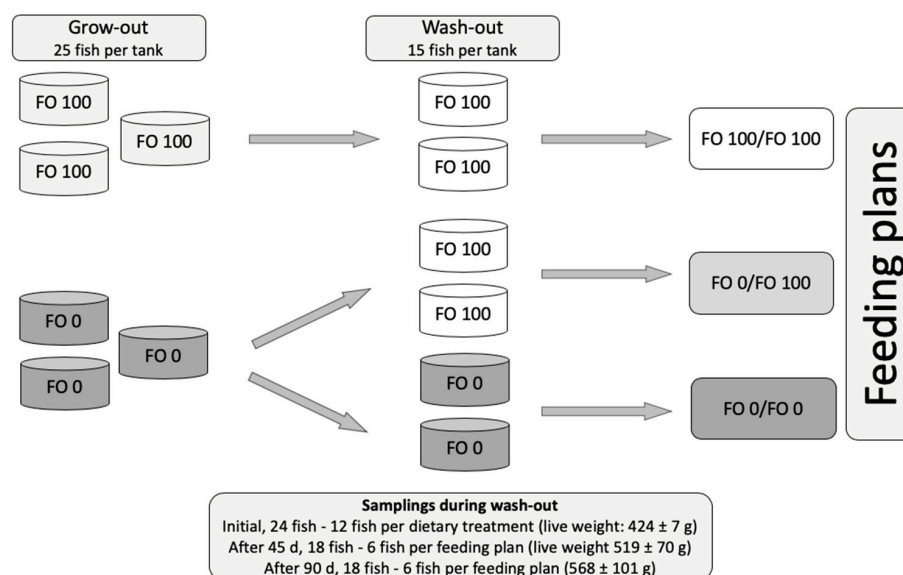 Grow-out
25 fish per tank
Wash-out
15 fish per tank
FO 100
FO 100
FO 100
FO 100
FO 100
FO 100/FO 100
FO 100
FO 100
FO 0/FO 100
FO 0
FO 0
FO 0
FO 0
FO 0
FO 0/FO 0
Feeding plans
Samplings during wash-out
Initial, 24 fish - 12 fish per dietary treatment (live weight: 424 ± 7 g)
After 45 d, 18 fish - 6 fish per feeding plan (live weight 519 ± 70 g)
After 90 d, 18 fish - 6 fish per feeding plan (568 ± 101 g)